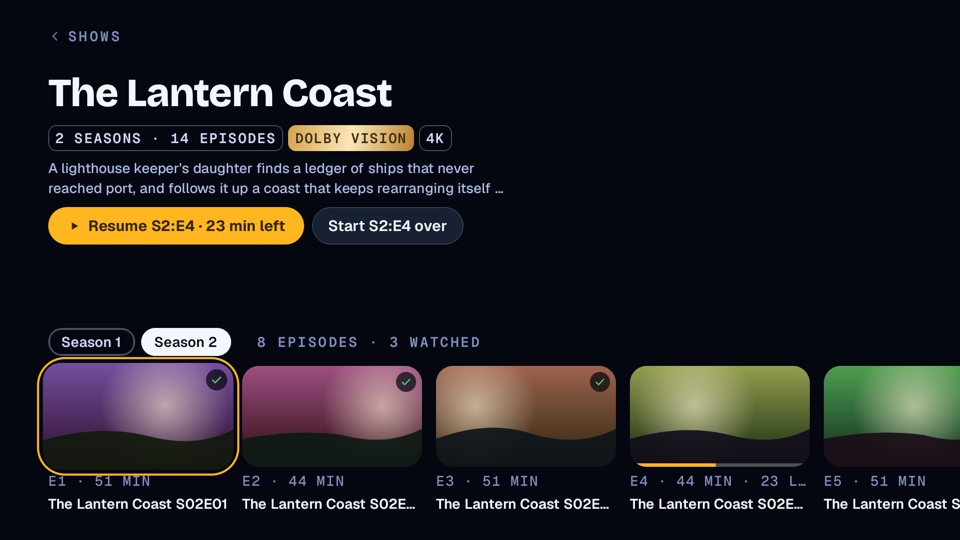 SHOWS
The Lantern Coast
2 SEASONS · 14 EPISODES DOLBY VISION 4K
A lighthouse keeper's daughter finds a ledger of ships that never
reached port, and follows it up a coast that keeps rearranging itself …
Resume S2:E4 · 23 min left Start S2:E4 over
Season 1 Season 2 8 EPISODES · 3 WATCHED
E1 · 51 MIN E2 · 44 MIN E3 · 51 MIN E4 · 44 MIN · 23 L… E5 · 51 MIN
The Lantern Coast S02E01 The Lantern Coast S02E… The Lantern Coast S02E… The Lantern Coast S02E… The Lantern Coast S